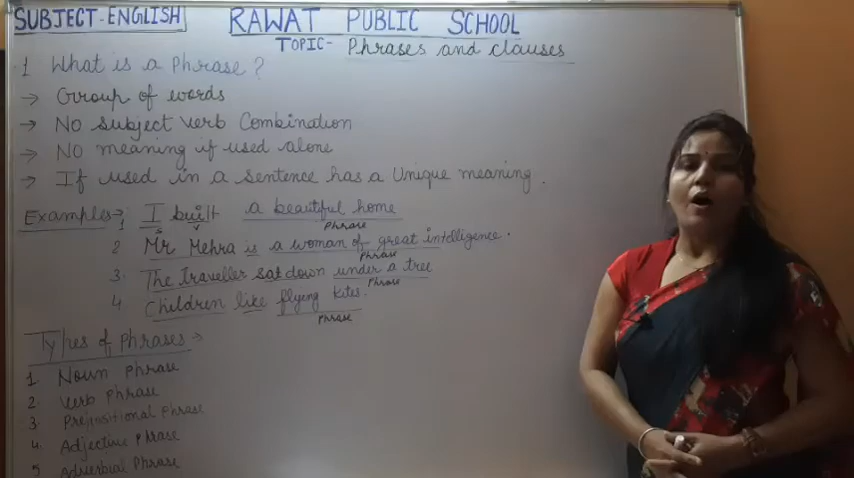 SUBJECT-ENGLISH
RAWAT PUBLIC SCHOOL
TOPIC- Phrases and clauses
1 What is a Phrase?
→ Group of words
→ No subject verb Combination
→ No meaning if used alone
→ If used in a sentence has a Unique meaning.
Examples→
1 I built a beautiful home
S V Phrase
2 Mr Mehra is a woman of great intelligence.
Phrase
3. The traveller sat down under a tree
Phrase
4 Children like flying kites.
Phrase
Types of Phrases→
1 Noun phrase
2. Verb Phrase
3. Prepositional Phrase
4. Adjective Phrase
5 Adverbial Phrase